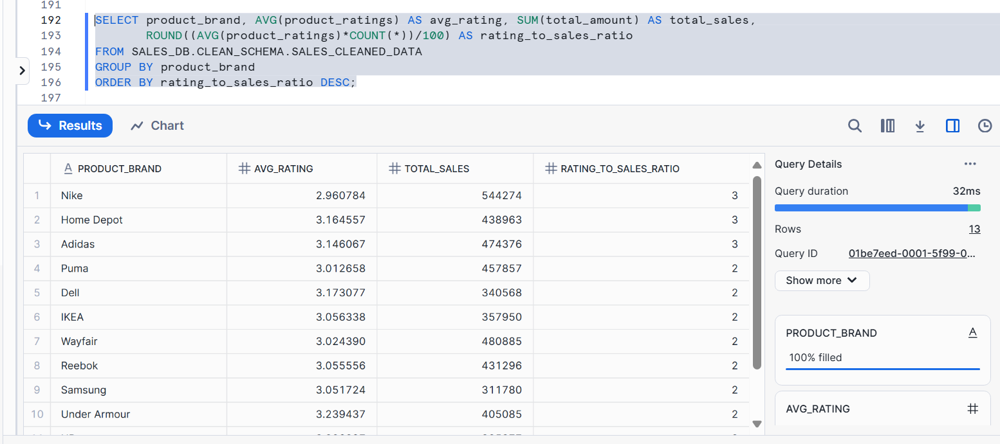 191
192 SELECT product_brand, AVG(product_ratings) AS avg_rating, SUM(total_amount) AS total_sales,
193 ROUND((AVG(product_ratings)*COUNT(*))/100) AS rating_to_sales_ratio
194 FROM SALES_DB.CLEAN_SCHEMA.SALES_CLEANED_DATA
195 GROUP BY product_brand
196 ORDER BY rating_to_sales_ratio DESC;
197
Results Chart
A PRODUCT_BRAND # AVG_RATING # TOTAL_SALES # RATING_TO_SALES_RATIO
1 Nike 2.960784 544274 3
2 Home Depot 3.164557 438963 3
3 Adidas 3.146067 474376 3
4 Puma 3.012658 457857 2
5 Dell 3.173077 340568 2
6 IKEA 3.056338 357950 2
7 Wayfair 3.024390 480885 2
8 Reebok 3.055556 431296 2
9 Samsung 3.051724 311780 2
10 Under Armour 3.239437 405085 2
Query Details ...
Query duration 32ms
Rows 13
Query ID 01be7eed-0001-5f99-0...
Show more
PRODUCT_BRAND A
100% filled
AVG_RATING #